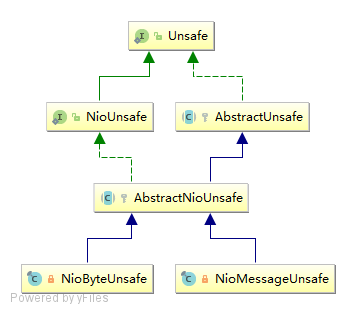 Unsafe
NioUnsafe
AbstractUnsafe
AbstractNioUnsafe
NioByteUnsafe
NioMessageUnsafe
Powered by yFiles